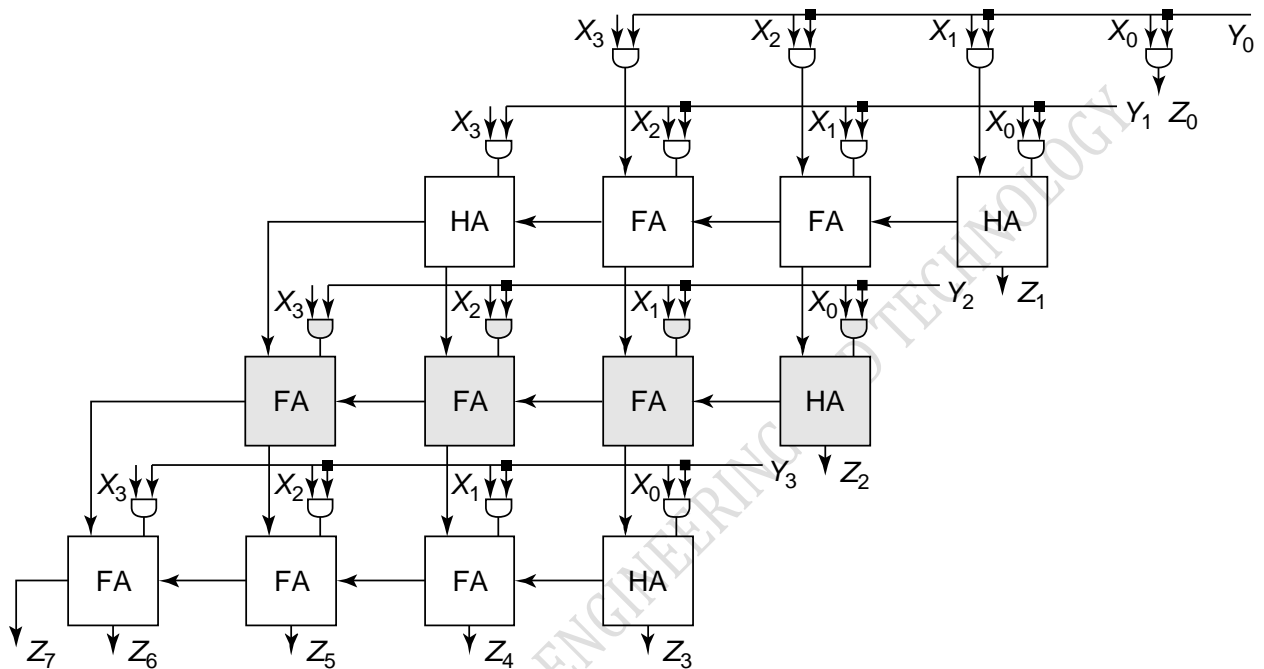 X3 X2 X1 X0 Y0
X3 X2 X1 X0 Y1 Z0
HA FA FA HA
X3 X2 X1 X0 Y2 Z1
FA FA FA HA
X3 X2 X1 X0 Y3 Z2
FA FA FA HA
Z7 Z6 Z5 Z4 Z3
ENGINEERING AND TECHNOLOGY